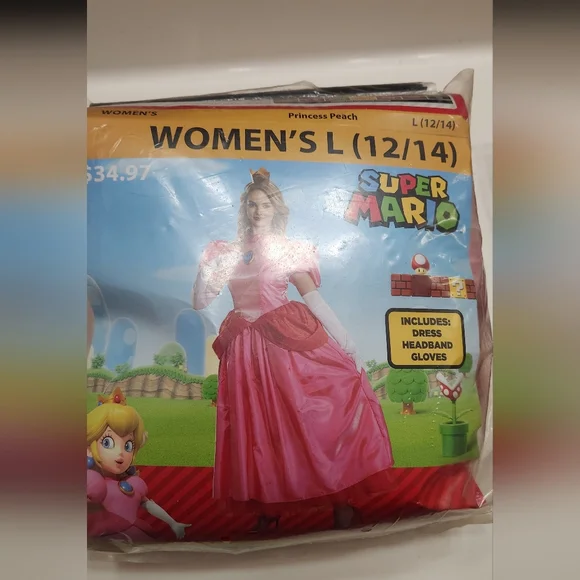 WOMEN'S
Princess Peach
L (12/14)
WOMEN'S L (12/14)
$34.97
SUPER
MARIO
INCLUDES:
DRESS
HEADBAND
GLOVES